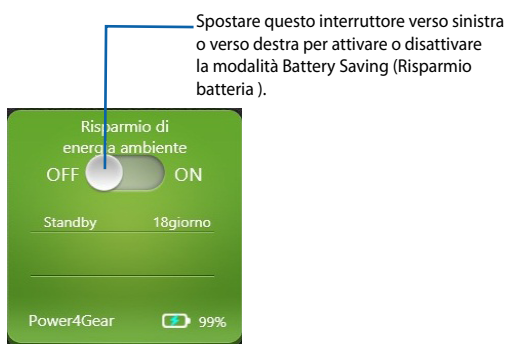 Spostare questo interruttore verso sinistra
o verso destra per attivare o disattivare
la modalità Battery Saving (Risparmio
batteria ).
Risparmio di
energia ambiente
OFF ON
Standby 18giorno
Power4Gear 99%